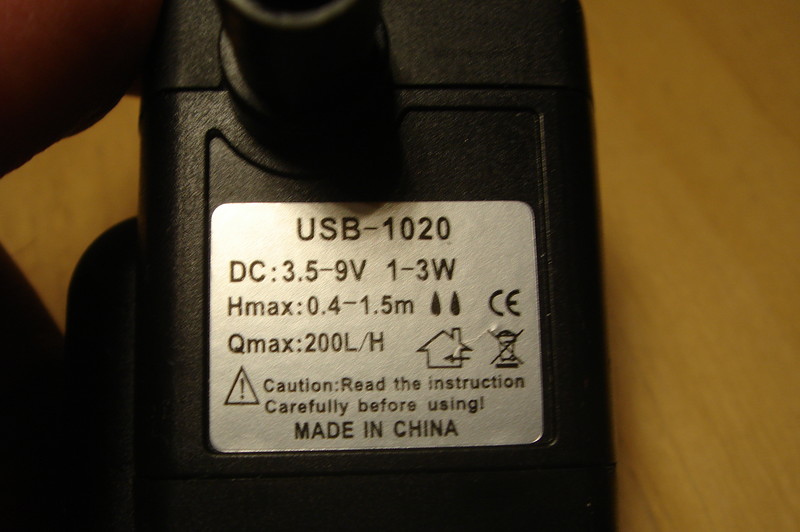 USB-1020
DC:3.5-9V 1-3W
Hmax:0.4-1.5m CE
Qmax:200L/H
Caution:Read the instruction
Carefully before using!
MADE IN CHINA